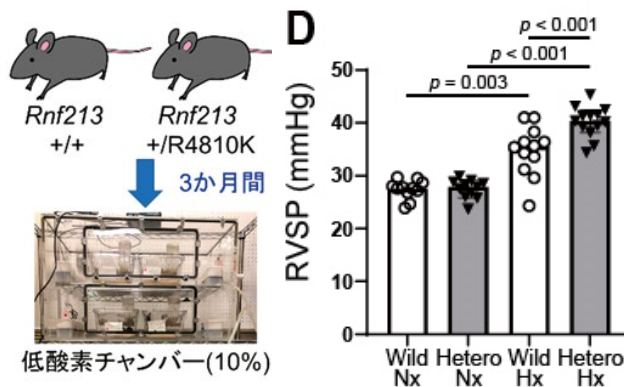 Rnf213
+/+
Rnf213
+/R4810K
3か月間
低酸素チャンバー(10%)
D
p < 0.001
p < 0.001
p = 0.003
RVSP (mmHg)
50
40
30
20
10
0
Wild
Nx
Hetero
Nx
Wild
Hx
Hetero
Hx